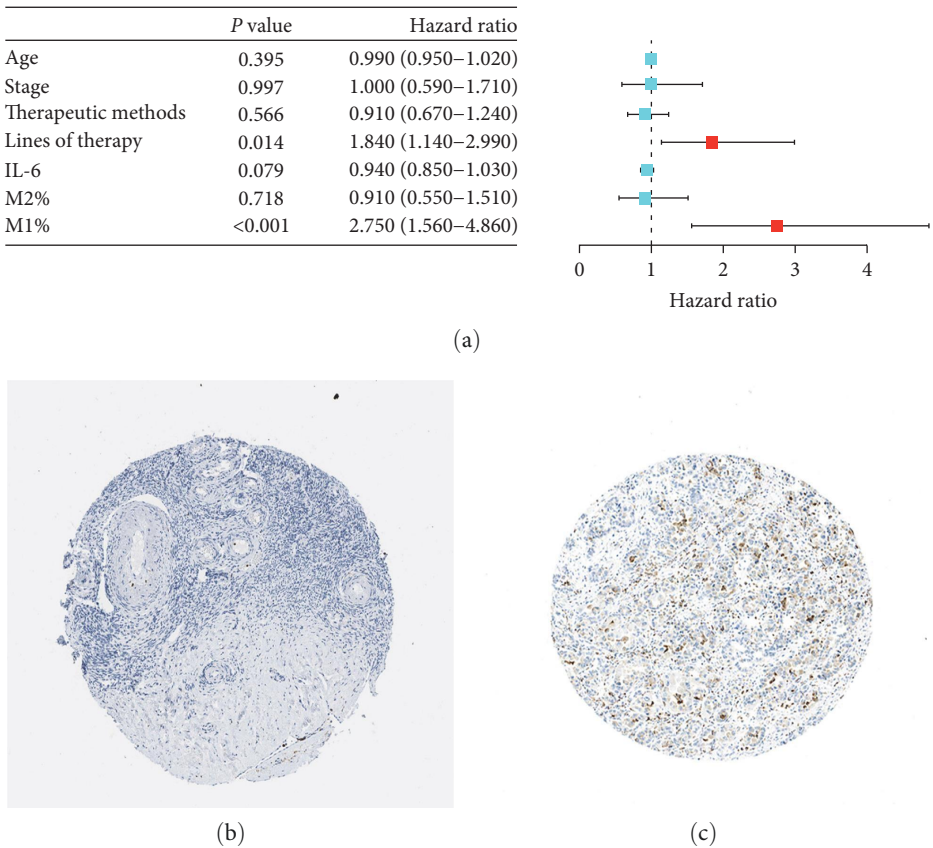 P value Hazard ratio
Age 0.395 0.990 (0.950–1.020)
Stage 0.997 1.000 (0.590–1.710)
Therapeutic methods 0.566 0.910 (0.670–1.240)
Lines of therapy 0.014 1.840 (1.140–2.990)
IL-6 0.079 0.940 (0.850–1.030)
M2% 0.718 0.910 (0.550–1.510)
M1% <0.001 2.750 (1.560–4.860)
0 1 2 3 4
Hazard ratio
(a)
(b) (c)